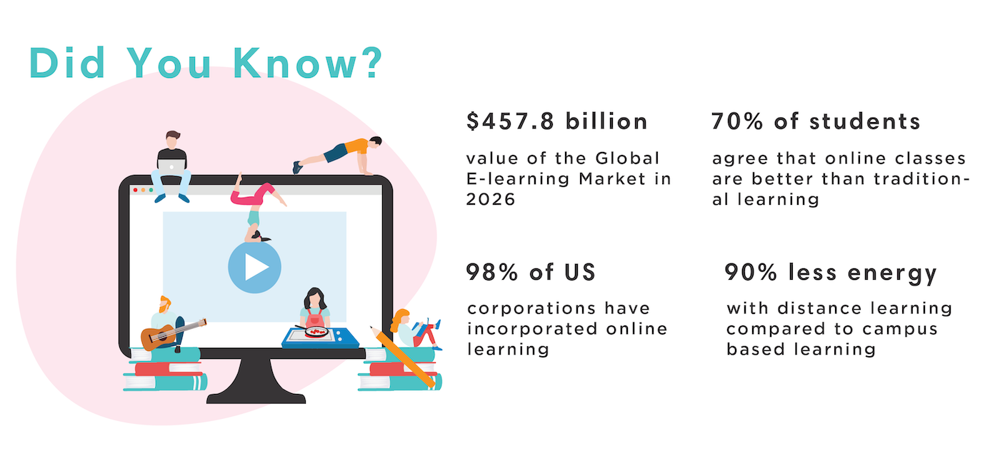 Did You Know?
$457.8 billion
value of the Global
E-learning Market in
2026
70% of students
agree that online classes
are better than tradition-
al learning
98% of US
corporations have
incorporated online
learning
90% less energy
with distance learning
compared to campus
based learning